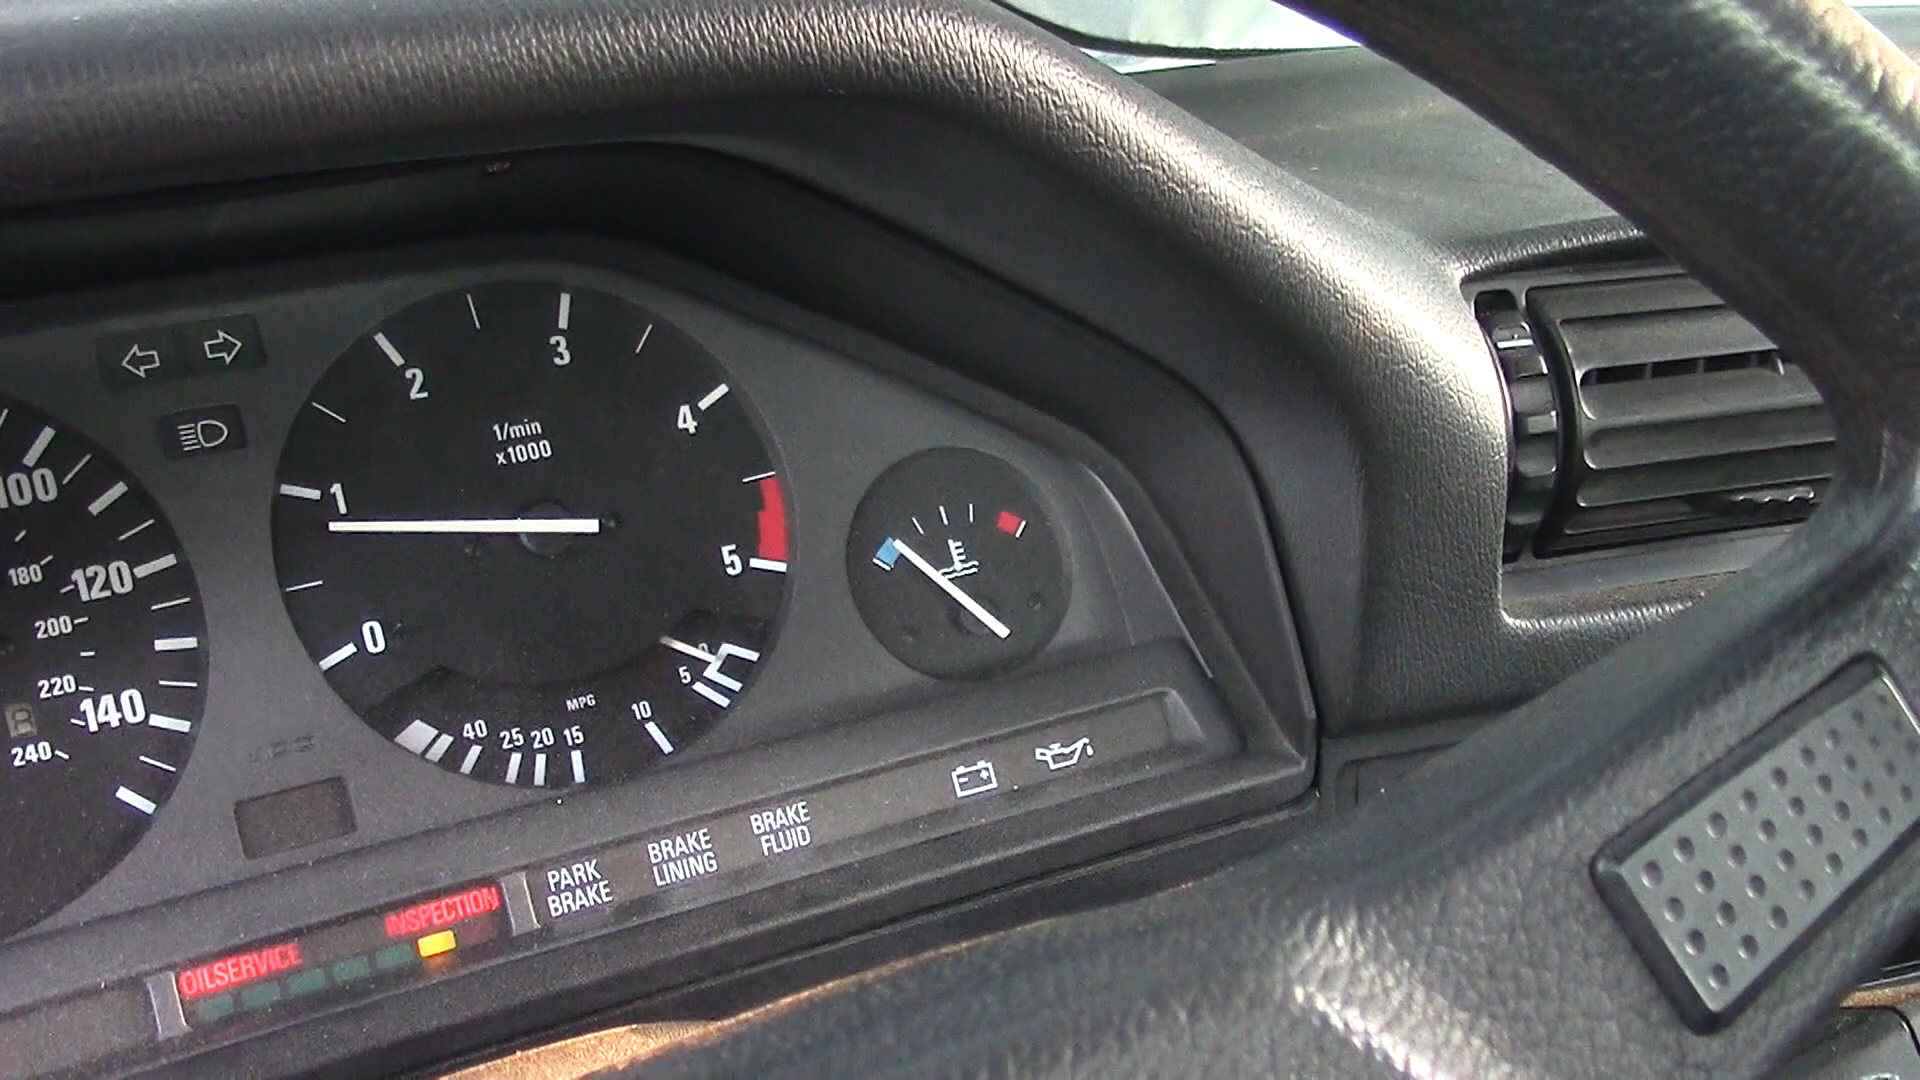 100
120
140
180
200
220
240
0
1
2
3
4
5
1/min
x1000
MPG
40
25
20
15
10
5
OILSERVICE
INSPECTION
PARK
BRAKE
BRAKE
LINING
BRAKE
FLUID